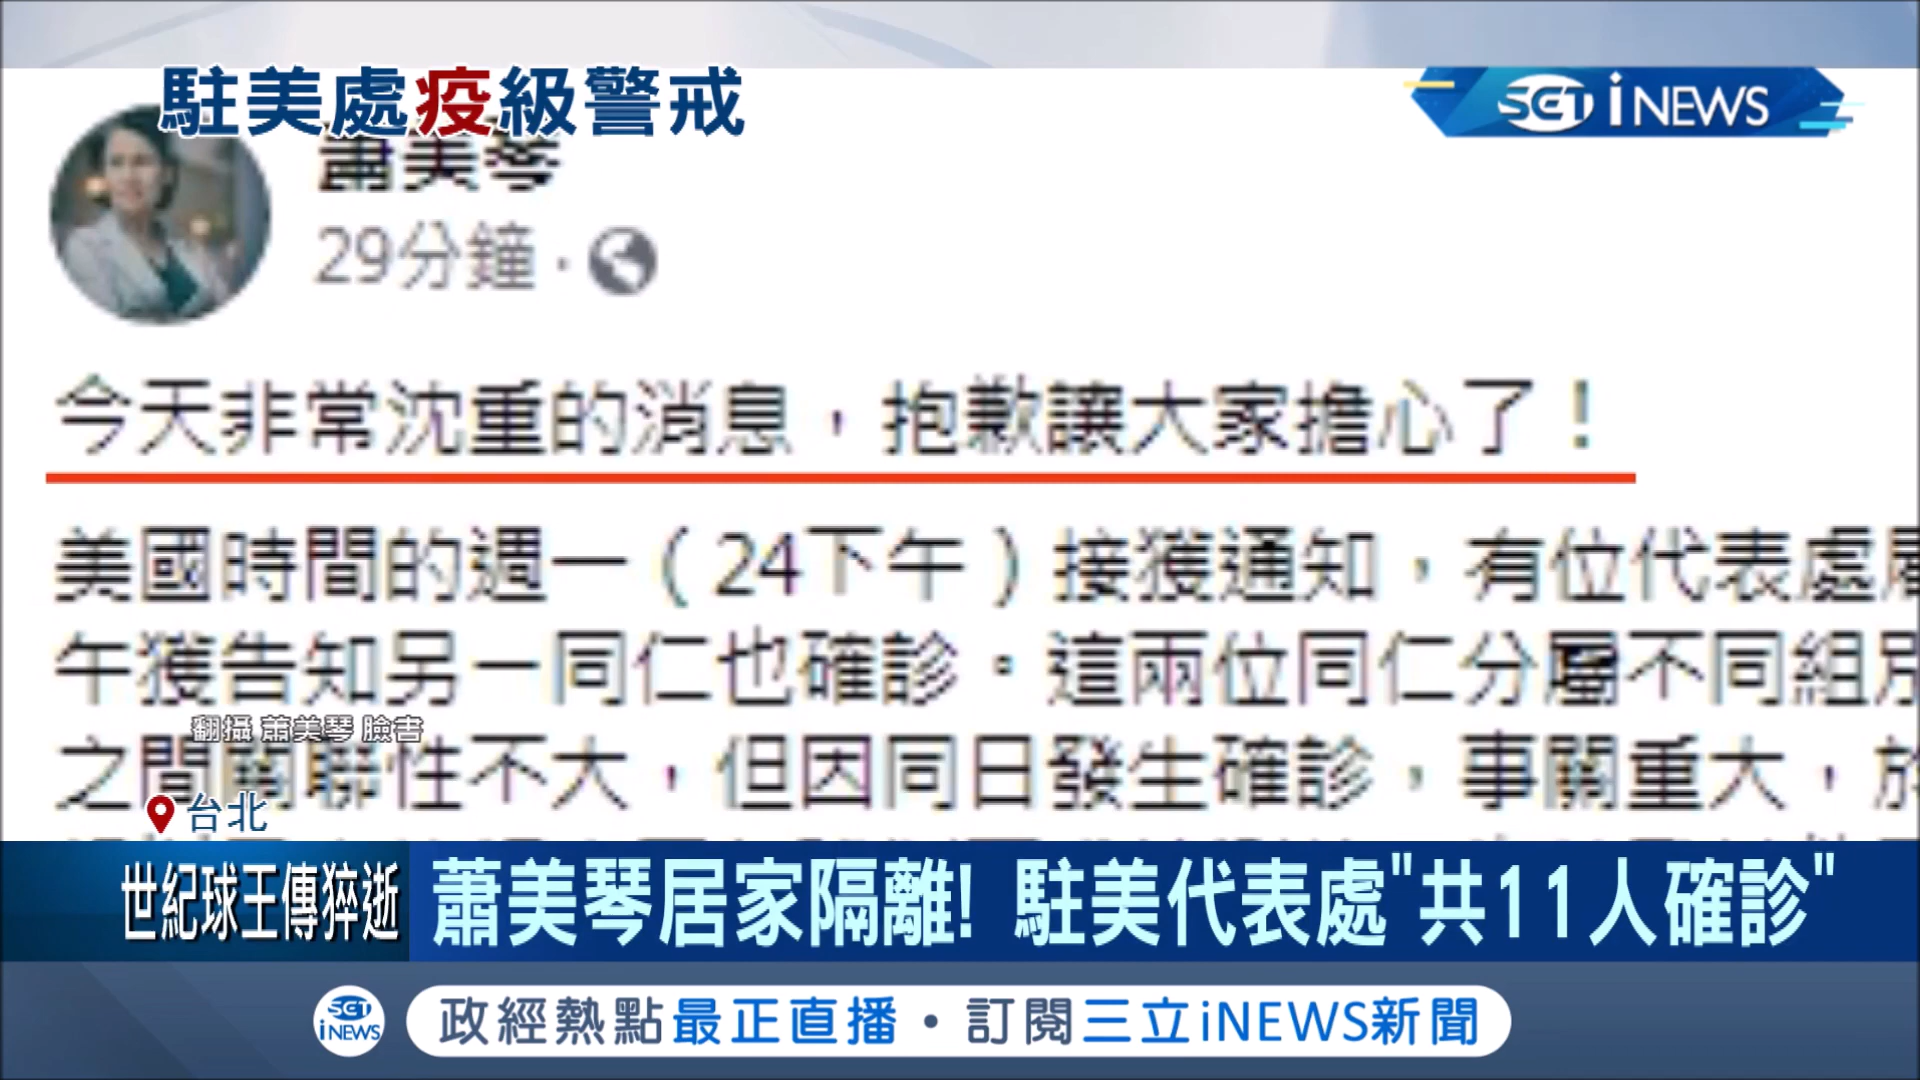 駐美處疫級警戒
SET iNEWS
蕭美琴
29分鐘 ·
今天非常沈重的消息，抱歉讓大家擔心了！
美國時間的週一（24下午）接獲通知，有位代表處
午獲告知另一同仁也確診。這兩位同仁分屬不同組別
翻攝 蕭美琴 臉書
之間關聯性不大，但因同日發生確診，事關重大，於
台北
世紀球王傳猝逝
蕭美琴居家隔離! 駐美代表處"共11人確診"
SET iNEWS
政經熱點最正直播・訂閱三立iNEWS新聞